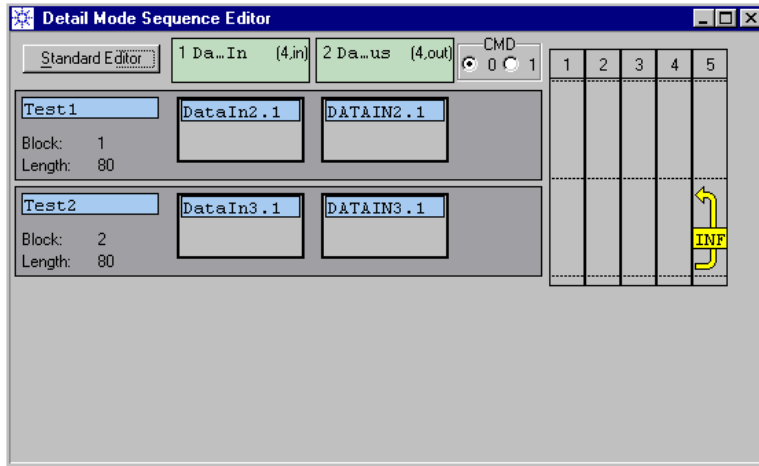 Detail Mode Sequence Editor
Standard Editor
1 Da...In (4,in)
2 Da...us (4,out)
CMD
0 1
1 2 3 4 5
Test1
DataIn2.1
DATAIN2.1
Block: 1
Length: 80
Test2
DataIn3.1
DATAIN3.1
Block: 2
Length: 80
INF